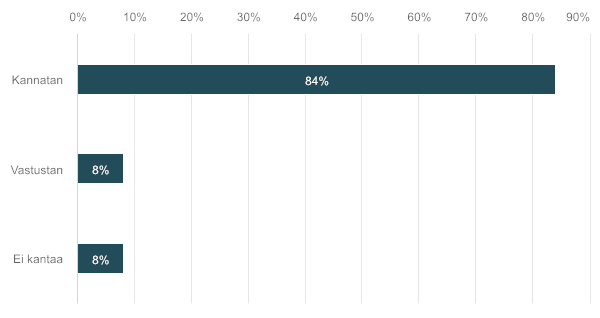 0% 10% 20% 30% 40% 50% 60% 70% 80% 90%
Kannatan 84%
Vastustan 8%
Ei kantaa 8%